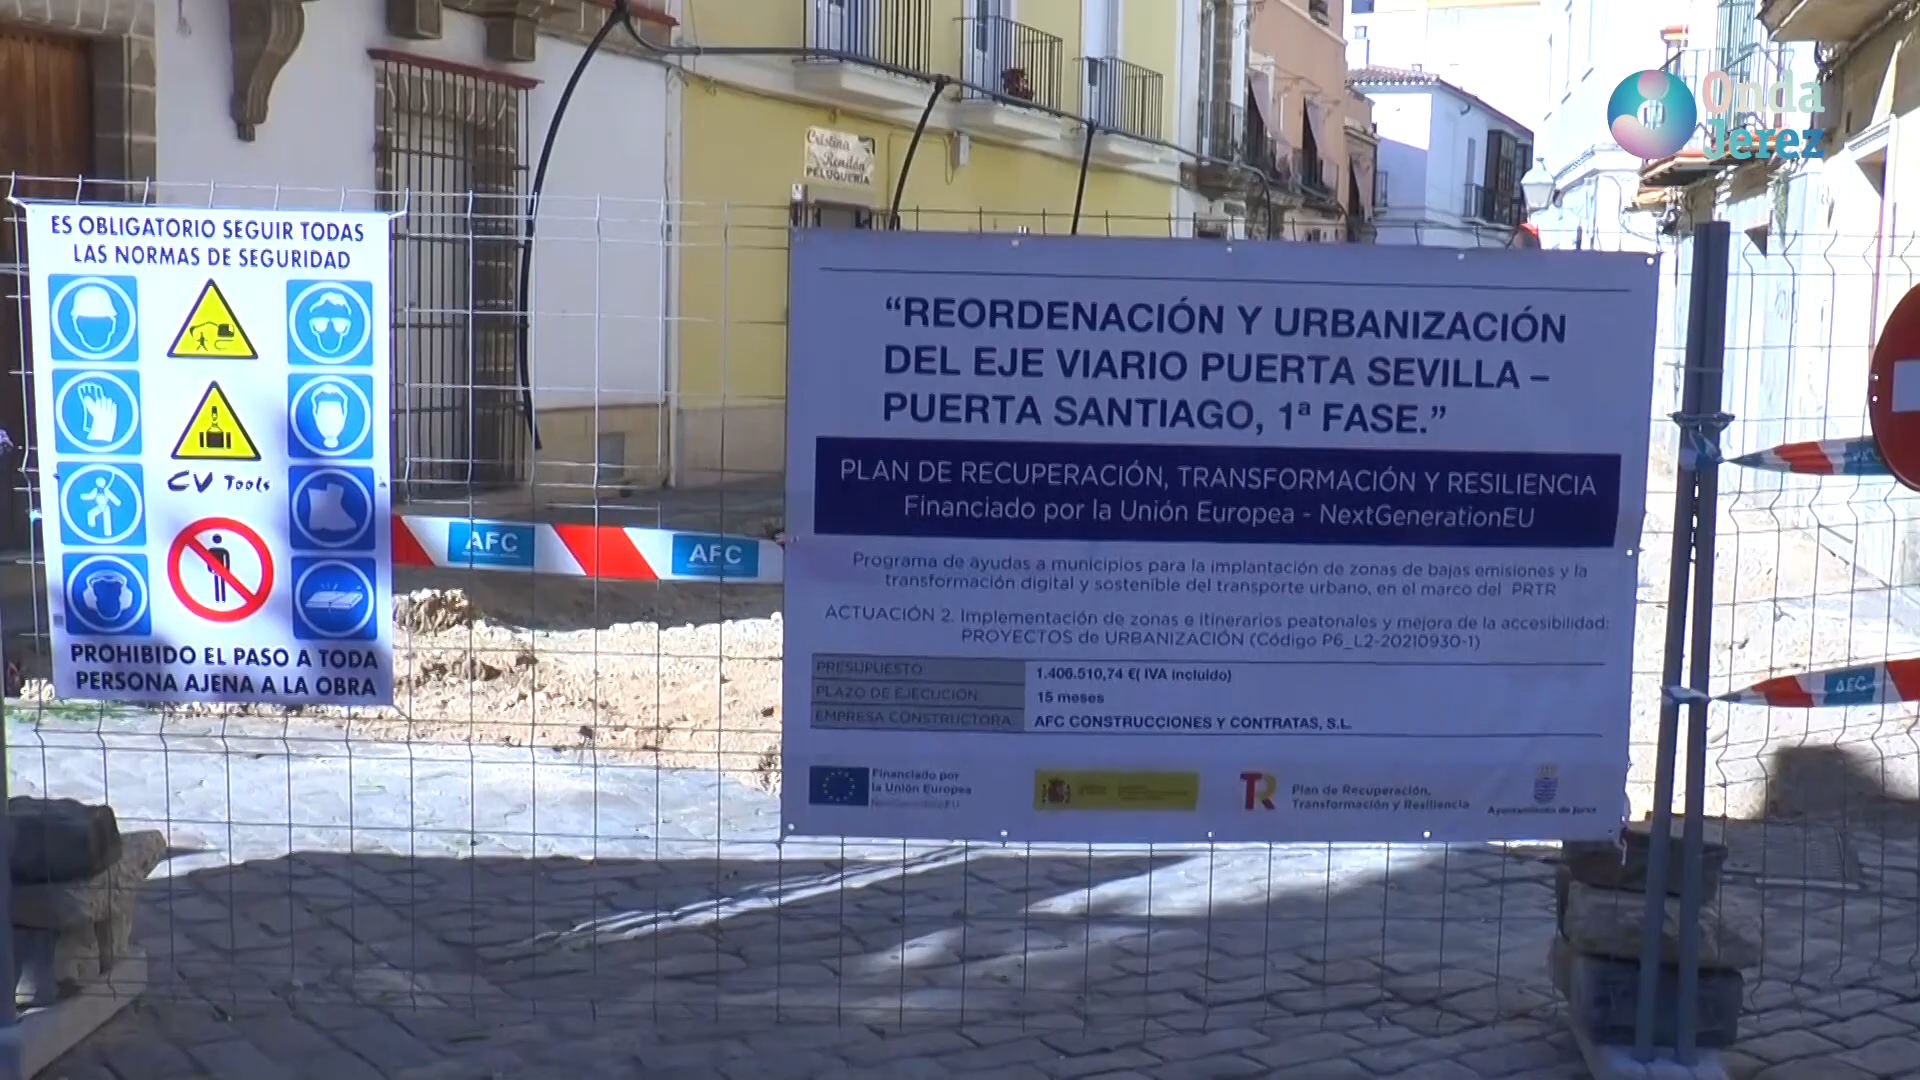 Onda
Jerez
Cristina
Rendón
PELUQUERÍA
ES OBLIGATORIO SEGUIR TODAS
LAS NORMAS DE SEGURIDAD
CV Tools
PROHIBIDO EL PASO A TODA
PERSONA AJENA A LA OBRA
AFC
AFC
“REORDENACIÓN Y URBANIZACIÓN
DEL EJE VIARIO PUERTA SEVILLA –
PUERTA SANTIAGO, 1ª FASE.”
PLAN DE RECUPERACIÓN, TRANSFORMACIÓN Y RESILIENCIA
Financiado por la Unión Europea - NextGenerationEU
Programa de ayudas a municipios para la implantación de zonas de bajas emisiones y la
transformación digital y sostenible del transporte urbano, en el marco del PRTR
ACTUACIÓN 2. Implementación de zonas e itinerarios peatonales y mejora de la accesibilidad:
PROYECTOS de URBANIZACIÓN (Código P6_L2-20210930-1)
PRESUPUESTO: 1.406.510,74 €( IVA incluido)
PLAZO DE EJECUCIÓN: 15 meses
EMPRESA CONSTRUCTORA: AFC CONSTRUCCIONES Y CONTRATAS, S.L.
Financiado por
la Unión Europea
NextGenerationEU
TR
Plan de Recuperación,
Transformación y Resiliencia
Ayuntamiento de Jerez
AFC